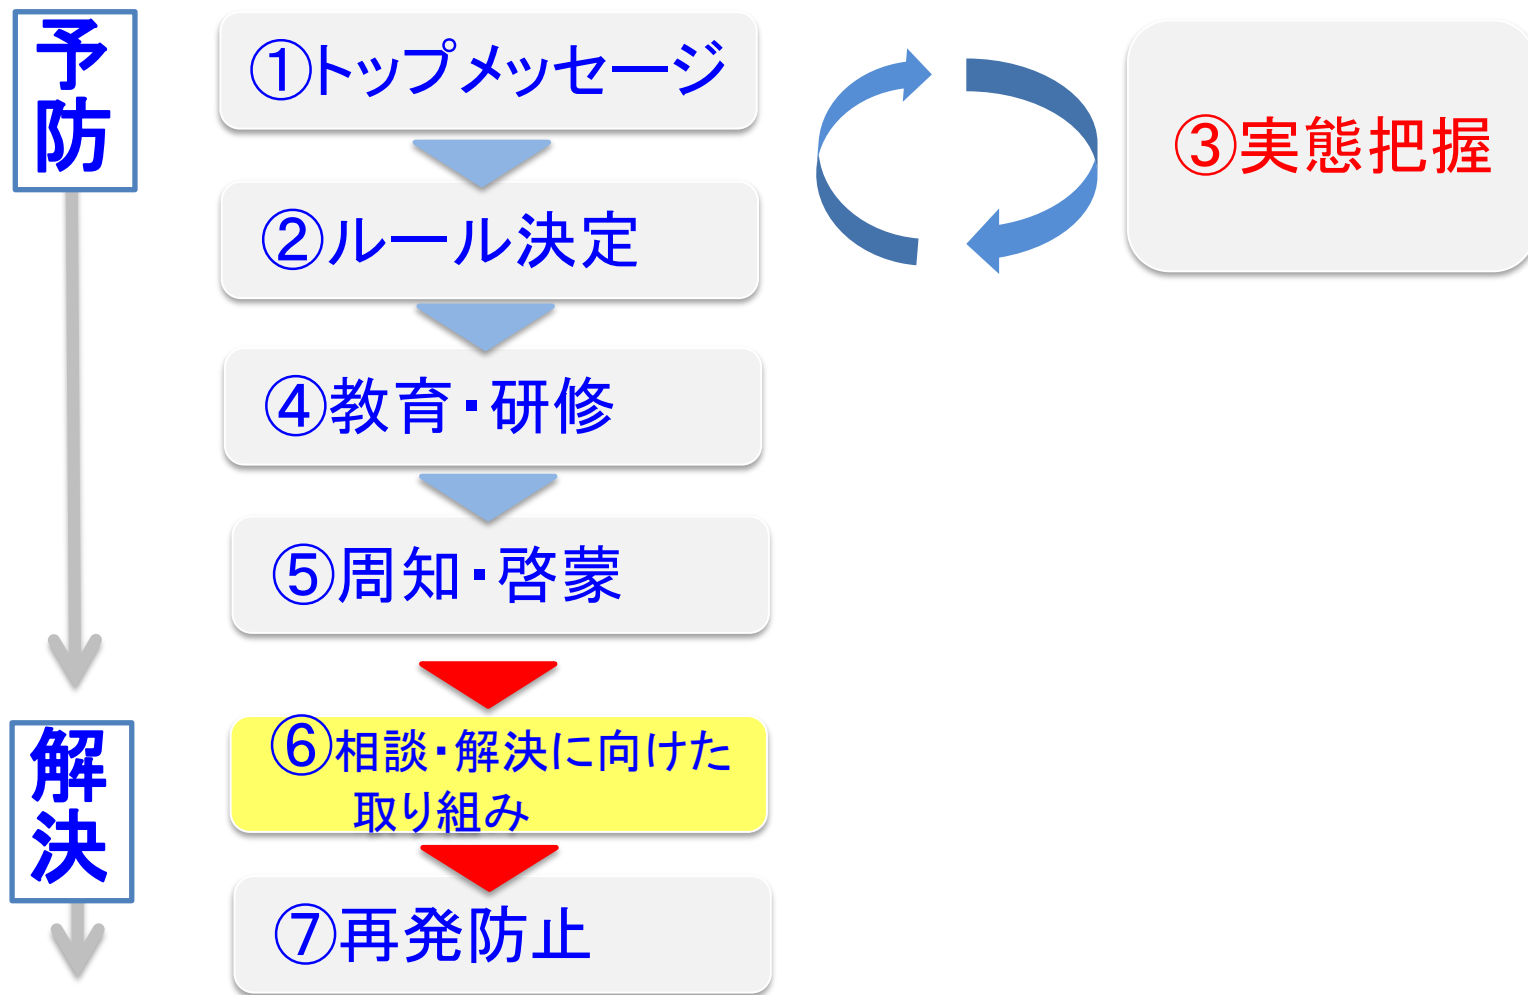 予防
①トップメッセージ
②ルール決定
③実態把握
④教育・研修
⑤周知・啓蒙
解決
⑥相談・解決に向けた
取り組み
⑦再発防止